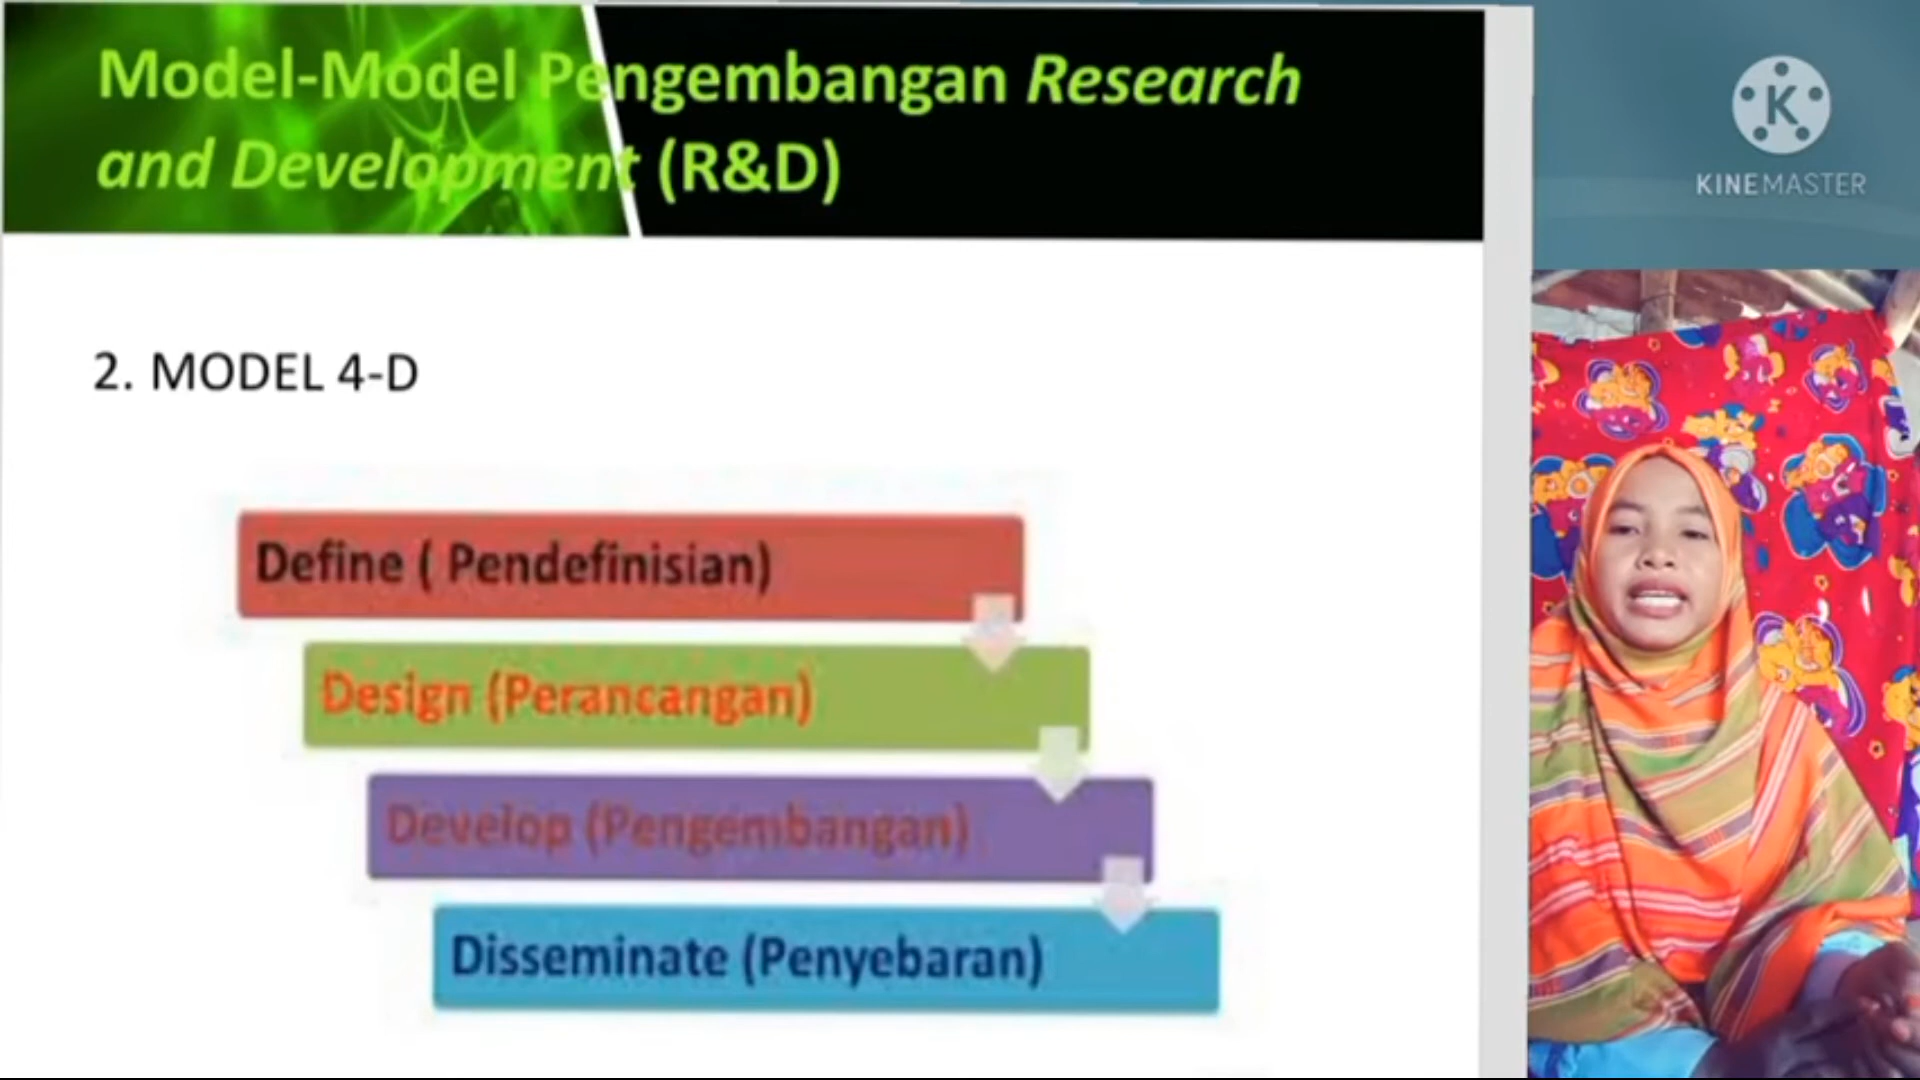 Model-Model Pengembangan Research
and Development (R&D)
KINEMASTER
2. MODEL 4-D
Define ( Pendefinisian)
Design (Perancangan)
Develop (Pengembangan)
Disseminate (Penyebaran)